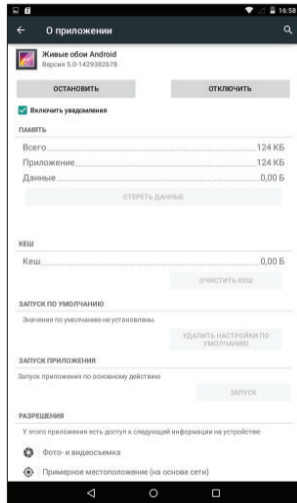 16:58
О приложении
Живые обои Android
Версия 5.0-1429382678
ОСТАНОВИТЬ
ОТКЛЮЧИТЬ
Включить уведомления
ПАМЯТЬ
Всего 124 КБ
Приложение 124 КБ
Данные 0,00 Б
СТЕРЕТЬ ДАННЫЕ
КЕШ
Кеш 0,00 Б
ОЧИСТИТЬ КЕШ
ЗАПУСК ПО УМОЛЧАНИЮ
Значения по умолчанию не установлены.
УДАЛИТЬ НАСТРОЙКИ ПО
УМОЛЧАНИЮ
ЗАПУСК ПРИЛОЖЕНИЯ
Запуск приложения по основному действию
ЗАПУСК
РАЗРЕШЕНИЯ
У этого приложения есть доступ к следующей информации на устройстве:
Фото- и видеосъемка
Примерное местоположение (на основе сети)